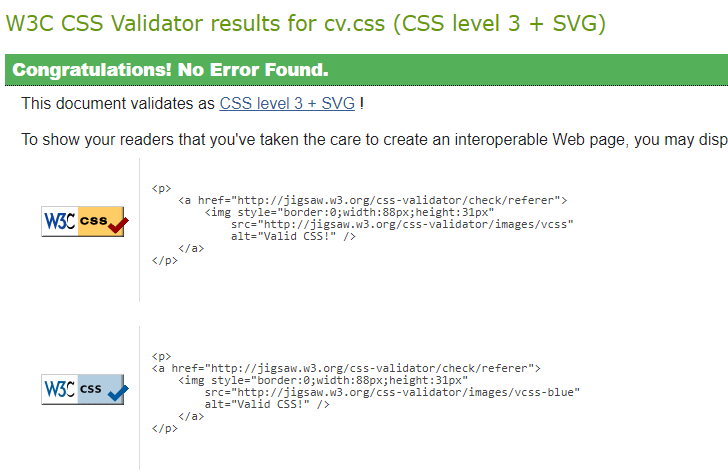 W3C CSS Validator results for cv.css (CSS level 3 + SVG)
Congratulations! No Error Found.
This document validates as CSS level 3 + SVG !
To show your readers that you've taken the care to create an interoperable Web page, you may disp
<p>
<a href="http://jigsaw.w3.org/css-validator/check/referer">
<img style="border:0;width:88px;height:31px"
src="http://jigsaw.w3.org/css-validator/images/vcss"
alt="Valid CSS!" />
</a>
</p>
W3C css
<p>
<a href="http://jigsaw.w3.org/css-validator/check/referer">
<img style="border:0;width:88px;height:31px"
src="http://jigsaw.w3.org/css-validator/images/vcss-blue"
alt="Valid CSS!" />
</a>
</p>
W3C css